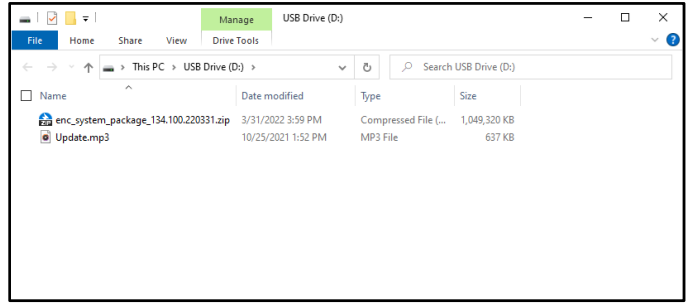 Manage USB Drive (D:)
File Home Share View Drive Tools
This PC > USB Drive (D:) >
Search USB Drive (D:)
Name Date modified Type Size
enc_system_package_134.100.220331.zip 3/31/2022 3:59 PM Compressed File (... 1,049,320 KB
Update.mp3 10/25/2021 1:52 PM MP3 File 637 KB